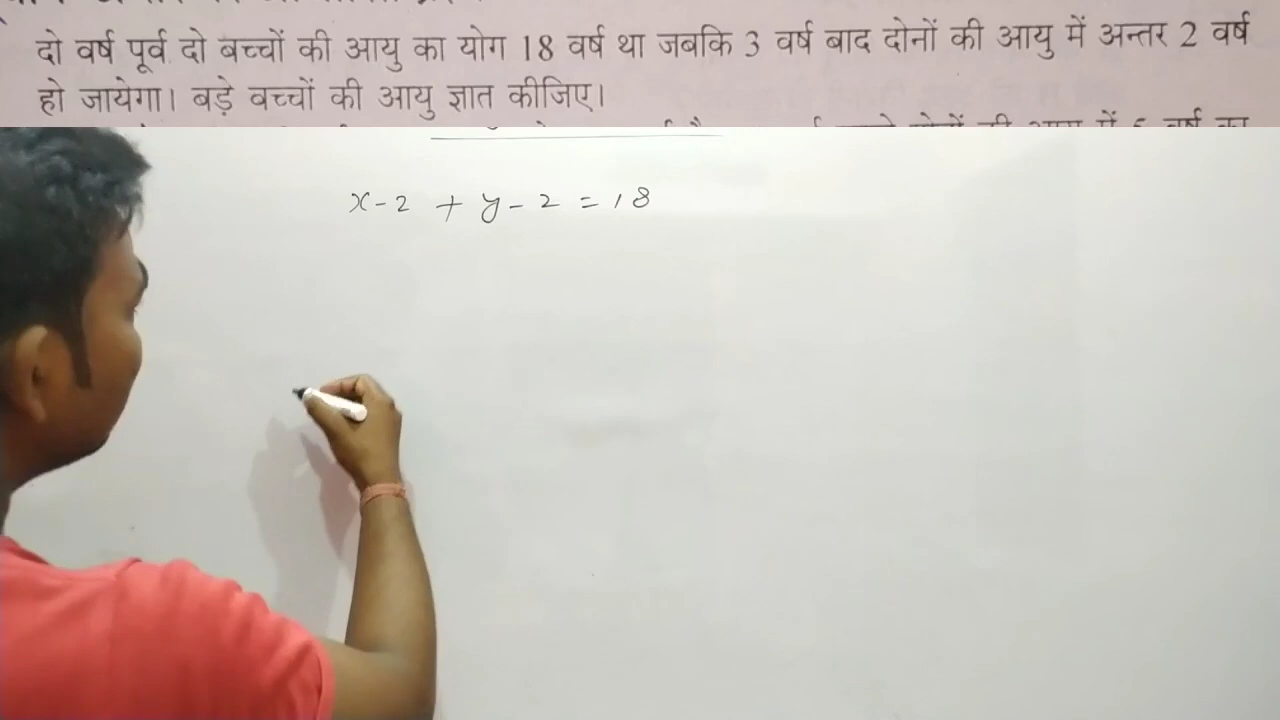 दो वर्ष पूर्व दो बच्चों की आयु का योग 18 वर्ष था जबकि 3 वर्ष बाद दोनों की आयु में अन्तर 2 वर्ष
हो जायेगा। बड़े बच्चों की आयु ज्ञात कीजिए।
x-2 + y-2 = 18